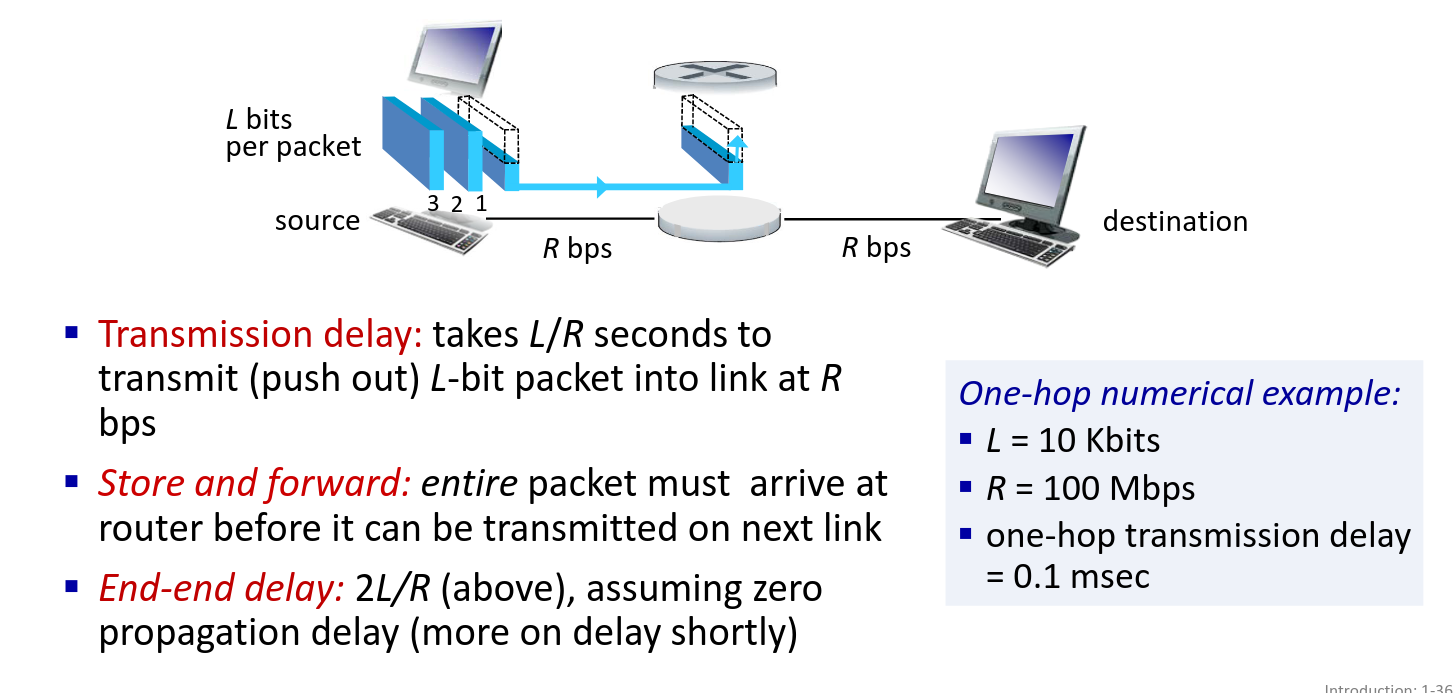 L bits
per packet
3 2 1
source
R bps
R bps
destination
Transmission delay: takes L/R seconds to
transmit (push out) L-bit packet into link at R
bps
Store and forward: entire packet must arrive at
router before it can be transmitted on next link
End-end delay: 2L/R (above), assuming zero
propagation delay (more on delay shortly)
One-hop numerical example:
L = 10 Kbits
R = 100 Mbps
one-hop transmission delay
= 0.1 msec
Introduction: 1-36